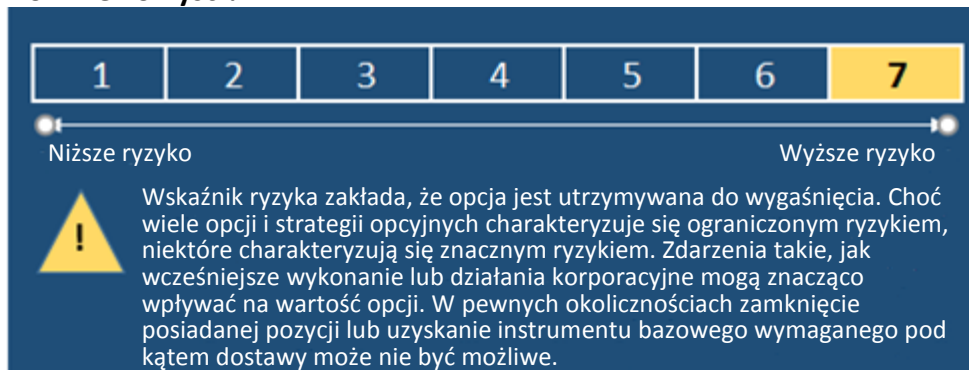 1 2 3 4 5 6 7
Niższe ryzyko Wyższe ryzyko
Wskaźnik ryzyka zakłada, że opcja jest utrzymywana do wygaśnięcia. Choć
! wiele opcji i strategii opcyjnych charakteryzuje się ograniczonym ryzykiem,
niektóre charakteryzują się znacznym ryzykiem. Zdarzenia takie, jak
wcześniejsze wykonanie lub działania korporacyjne mogą znacząco
wpływać na wartość opcji. W pewnych okolicznościach zamknięcie
posiadanej pozycji lub uzyskanie instrumentu bazowego wymaganego pod
kątem dostawy może nie być możliwe.